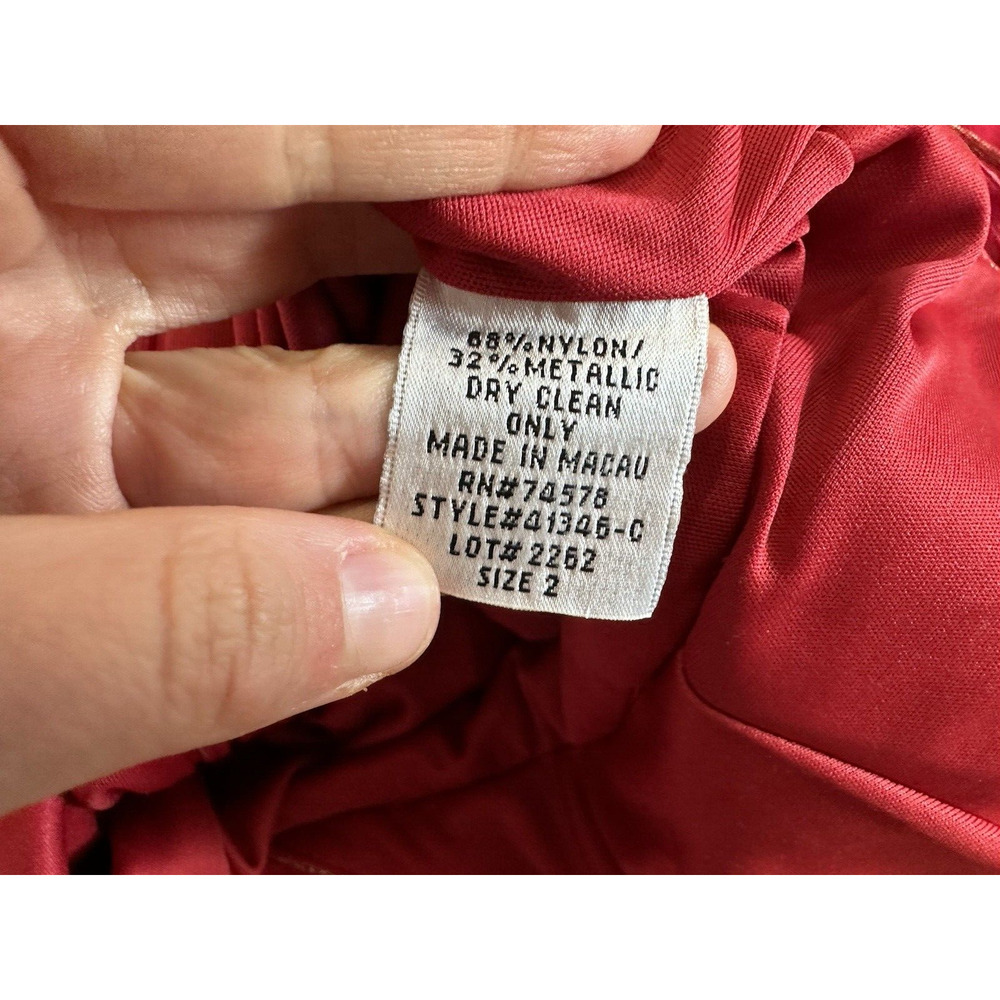 68%NYLON/
32%METALLIC
DRY CLEAN
ONLY
MADE IN MACAU
RN#74578
STYLE#41346-C
LOT# 2262
SIZE 2